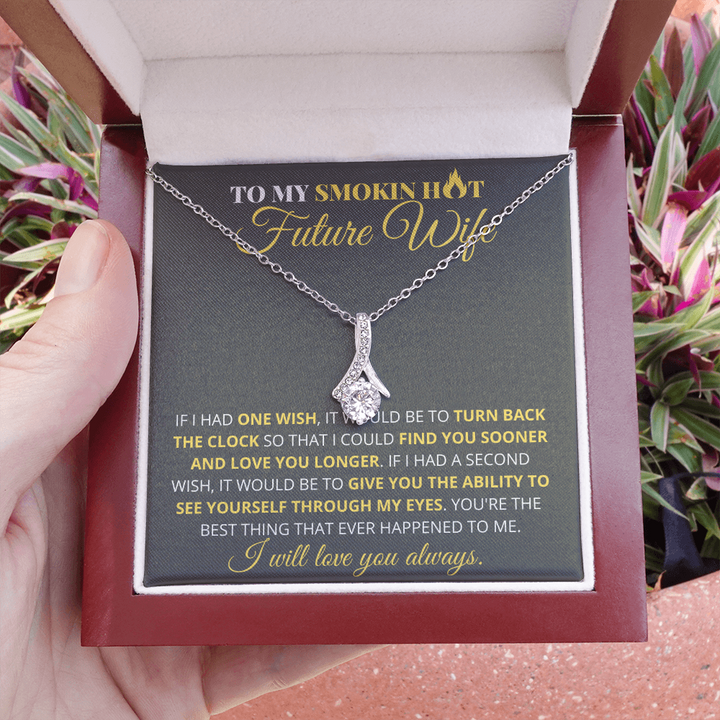 TO MY SMOKIN HOT
Future Wife
IF I HAD ONE WISH, IT WOULD BE TO TURN BACK
THE CLOCK SO THAT I COULD FIND YOU SOONER
AND LOVE YOU LONGER. IF I HAD A SECOND
WISH, IT WOULD BE TO GIVE YOU THE ABILITY TO
SEE YOURSELF THROUGH MY EYES. YOU'RE THE
BEST THING THAT EVER HAPPENED TO ME.
I will love you always.